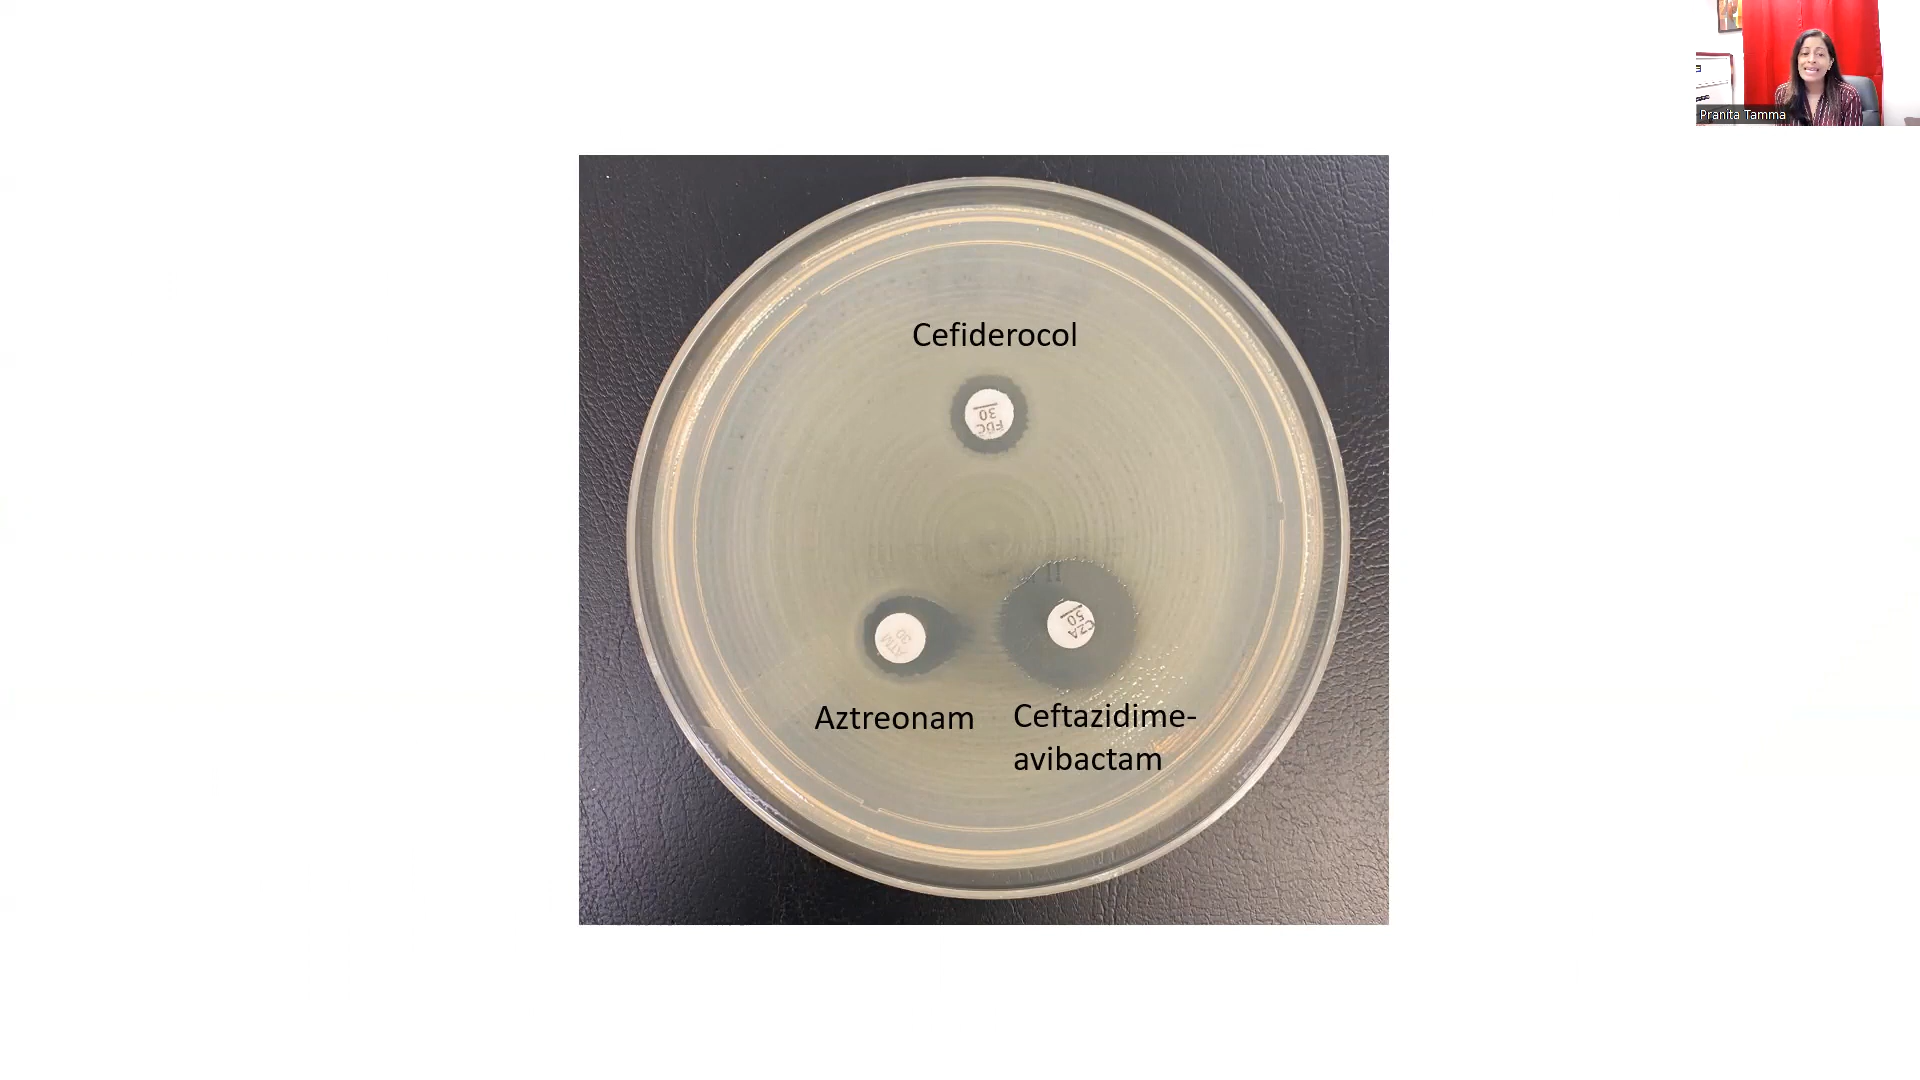 Pranita Tamma
Cefiderocol
30
FDC
ATM
30
CZA
50
Aztreonam
Ceftazidime-
avibactam